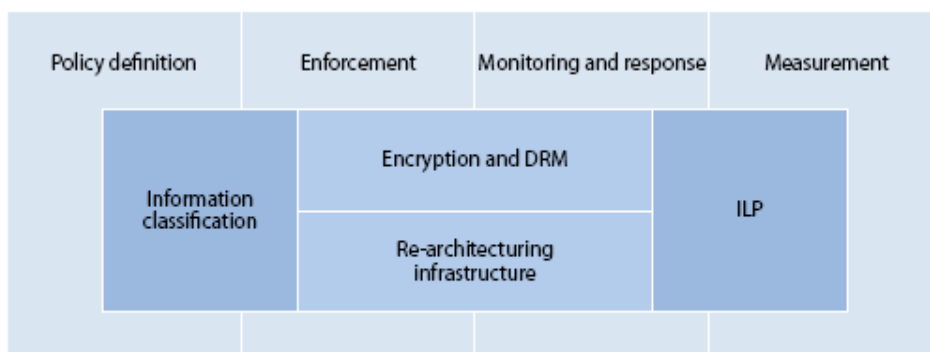 Policy definition
Enforcement
Monitoring and response
Measurement
Encryption and DRM
Information
classification
ILP
Re-architecturing
infrastructure